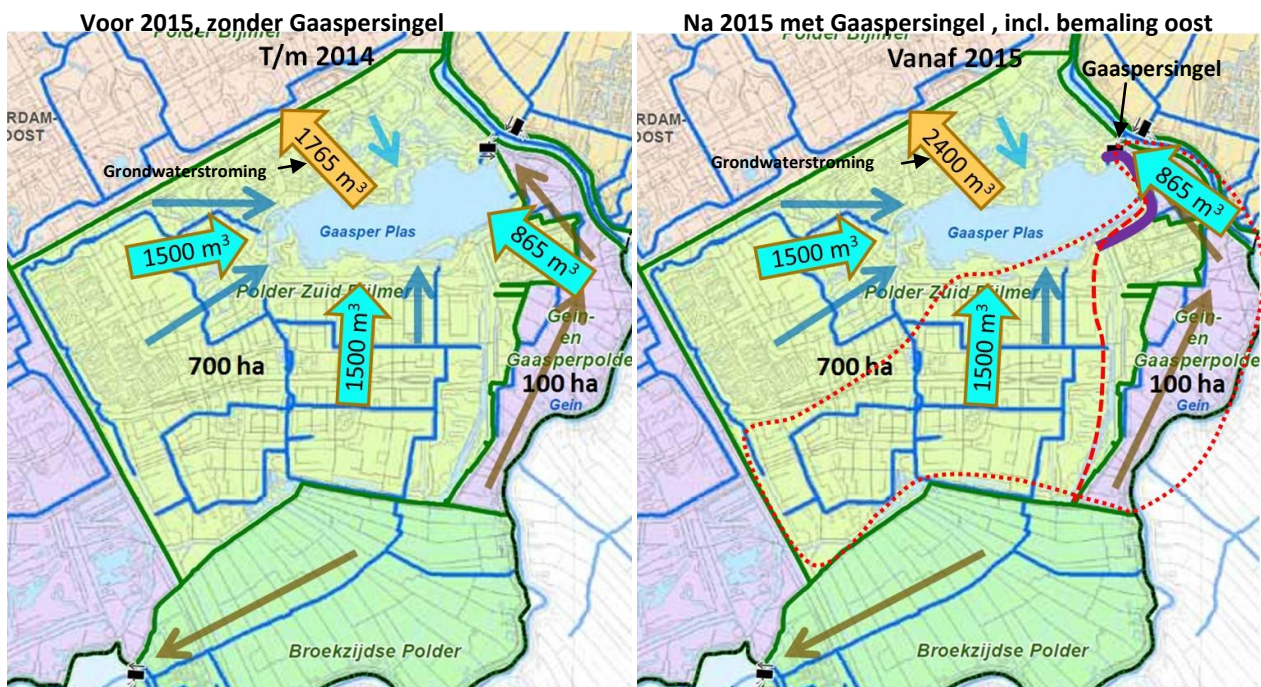 Voor 2015, zonder Gaaspersingel
Polder Bijlmer
T/m 2014
RDAM-
OOST
1765 m³
Grondwaterstroming
1500 m³
Gaasper Plas
865 m³
Polder Zuid Bijlmer
1500 m³
700 ha
Gein-
en
Gaasperpolde
100 ha
Gein
Broekzijdse Polder
Na 2015 met Gaaspersingel , incl. bemaling oost
Polder Bijlmer
Vanaf 2015
Gaaspersingel
RDAM-
OOST
2400 m³
Grondwaterstroming
865 m³
1500 m³
Gaasper Plas
Polder Zuid Bijlmer
1500 m³
700 ha
Gein-
en
Gaasperpolde
100 ha
Gein
Broekzijdse Polder